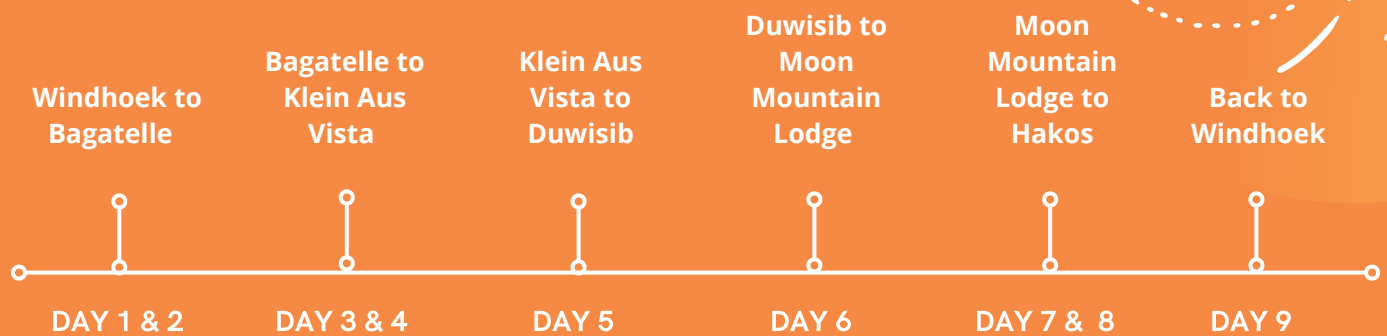 Windhoek to
Bagatelle
Bagatelle to
Klein Aus
Vista
Klein Aus
Vista to
Duwisib
Duwisib to
Moon
Mountain
Lodge
Moon
Mountain
Lodge to
Hakos
Back to
Windhoek
DAY 1 & 2
DAY 3 & 4
DAY 5
DAY 6
DAY 7 & 8
DAY 9